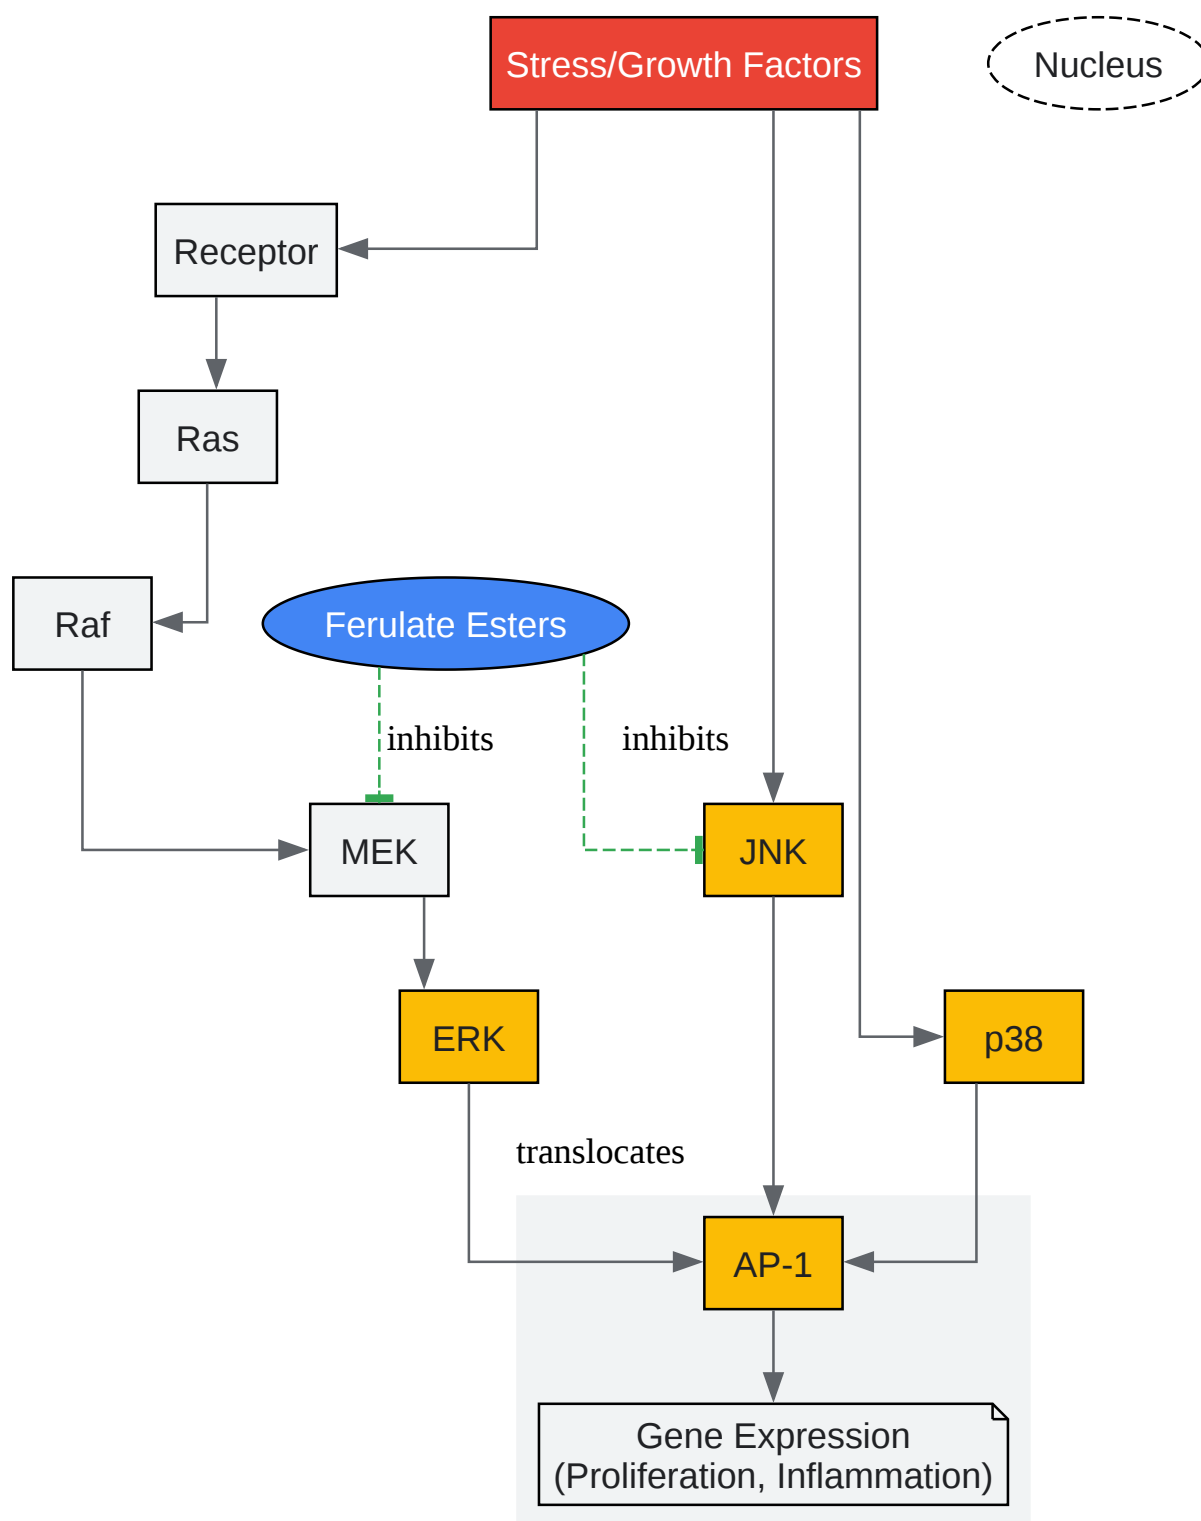 Stress/Growth Factors
Nucleus
Receptor
Ras
Raf
Ferulate Esters
inhibits
inhibits
MEK
JNK
ERK
p38
translocates
AP-1
Gene Expression
(Proliferation, Inflammation)